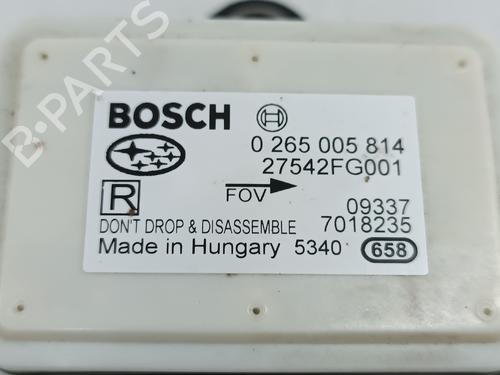 BOSCH
0 265 005 814
27542FG001
R
FOV
09337
DON'T DROP & DISASSEMBLE 7018235
Made in Hungary 5340 658
B-PARTS